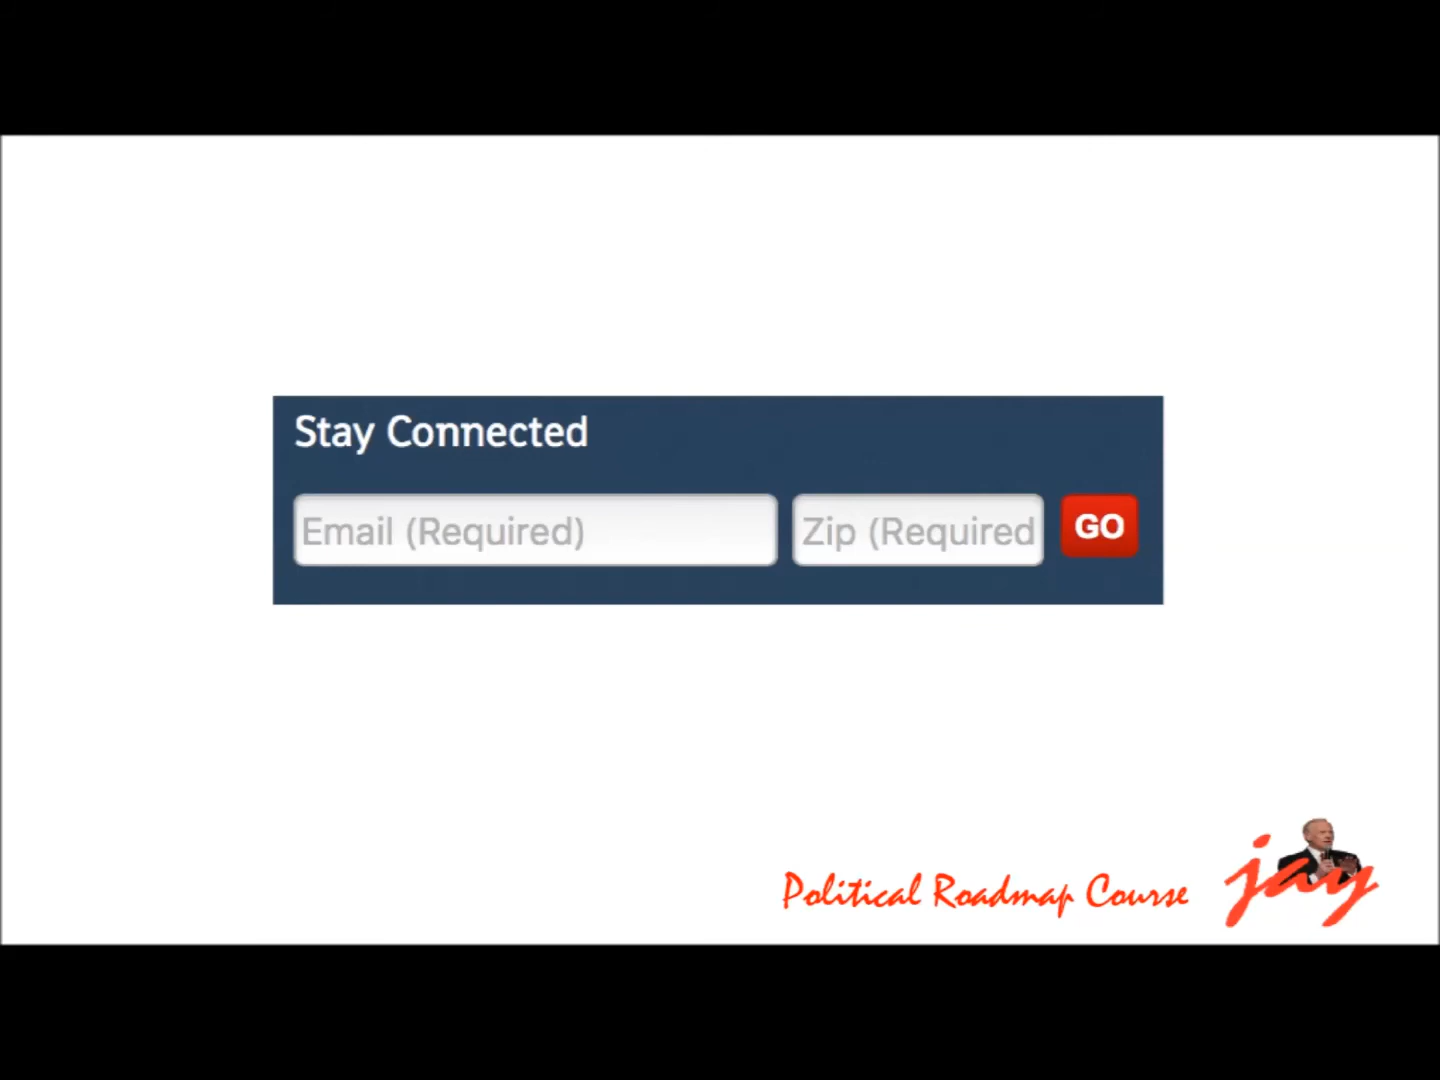 Stay Connected
Email (Required)
Zip (Required
GO
Political Roadmap Course
jay